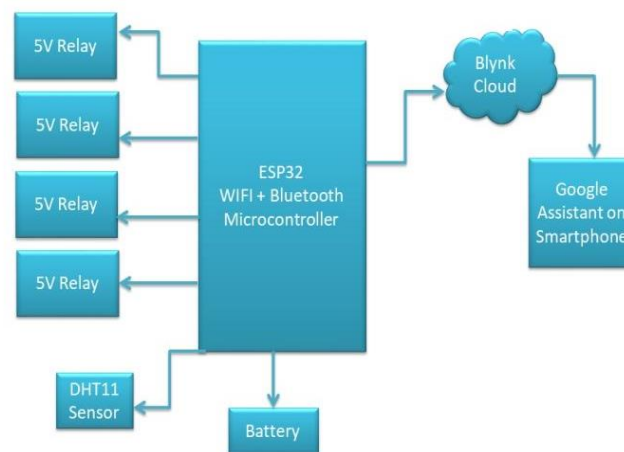 5V Relay
5V Relay
5V Relay
5V Relay
ESP32
WIFI + Bluetooth
Microcontroller
Blynk
Cloud
Google
Assistant on
Smartphone
DHT11
Sensor
Battery